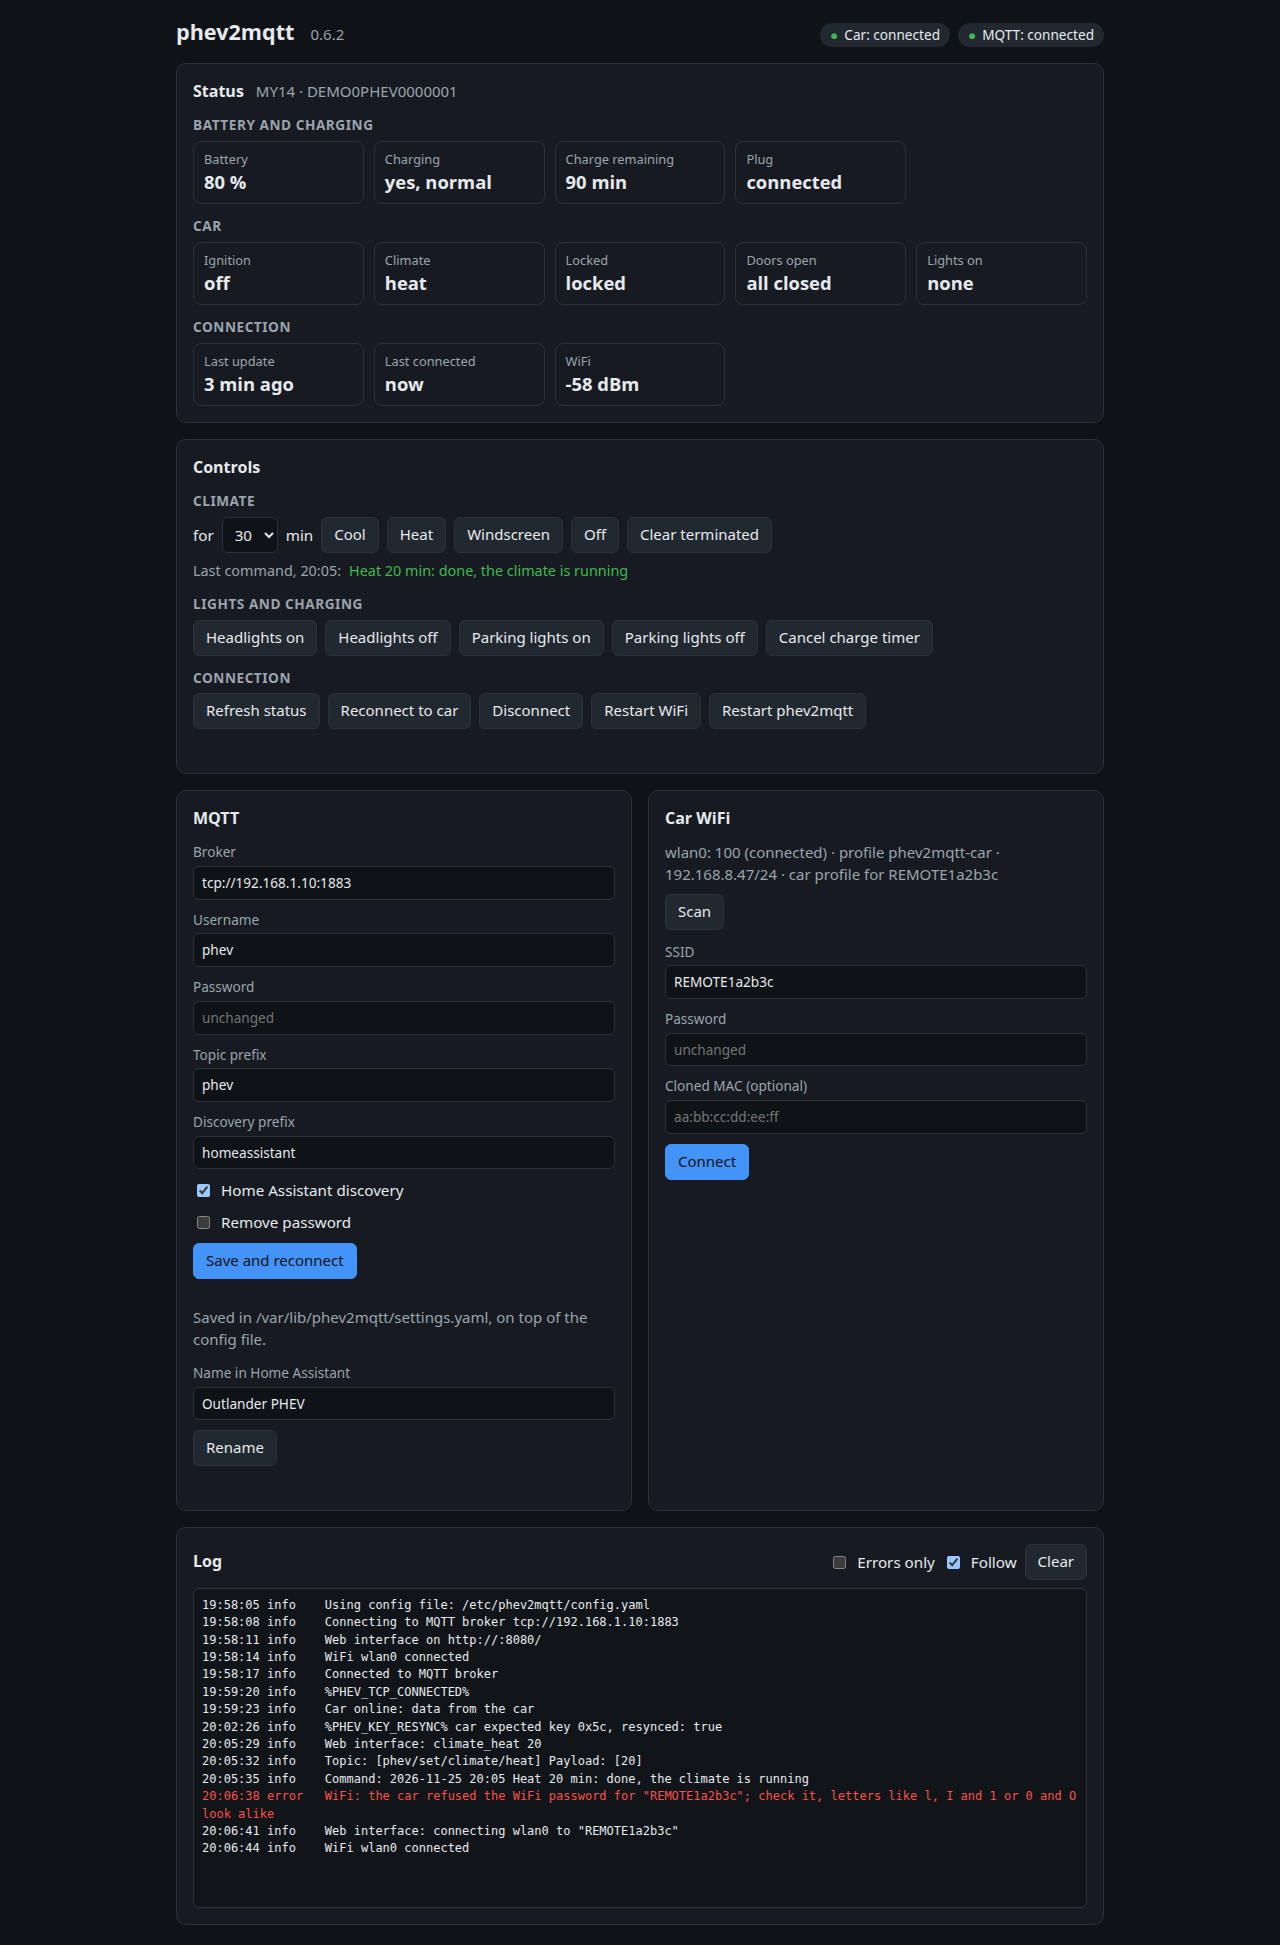 phev2mqtt 0.6.2
Car: connected
MQTT: connected
Status MY14 · DEMO0PHEV0000001
BATTERY AND CHARGING
Battery
80 %
Charging
yes, normal
Charge remaining
90 min
Plug
connected
CAR
Ignition
off
Climate
heat
Locked
locked
Doors open
all closed
Lights on
none
CONNECTION
Last update
3 min ago
Last connected
now
WiFi
-58 dBm
Controls
CLIMATE
for 30 min Cool Heat Windscreen Off Clear terminated
Last command, 20:05: Heat 20 min: done, the climate is running
LIGHTS AND CHARGING
Headlights on Headlights off Parking lights on Parking lights off Cancel charge timer
CONNECTION
Refresh status Reconnect to car Disconnect Restart WiFi Restart phev2mqtt
MQTT
Broker
tcp://192.168.1.10:1883
Username
phev
Password
unchanged
Topic prefix
phev
Discovery prefix
homeassistant
Home Assistant discovery
Remove password
Save and reconnect
Saved in /var/lib/phev2mqtt/settings.yaml, on top of the
config file.
Name in Home Assistant
Outlander PHEV
Rename
Car WiFi
wlan0: 100 (connected) · profile phev2mqtt-car ·
192.168.8.47/24 · car profile for REMOTE1a2b3c
Scan
SSID
REMOTE1a2b3c
Password
unchanged
Cloned MAC (optional)
aa:bb:cc:dd:ee:ff
Connect
Log
Errors only Follow Clear
19:58:05 info Using config file: /etc/phev2mqtt/config.yaml
19:58:08 info Connecting to MQTT broker tcp://192.168.1.10:1883
19:58:11 info Web interface on http://:8080/
19:58:14 info WiFi wlan0 connected
19:58:17 info Connected to MQTT broker
19:59:20 info %PHEV_TCP_CONNECTED%
19:59:23 info Car online: data from the car
20:02:26 info %PHEV_KEY_RESYNC% car expected key 0x5c, resynced: true
20:05:29 info Web interface: climate_heat 20
20:05:32 info Topic: [phev/set/climate/heat] Payload: [20]
20:05:35 info Command: 2026-11-25 20:05 Heat 20 min: done, the climate is running
20:06:38 error WiFi: the car refused the WiFi password for "REMOTE1a2b3c"; check it, letters like l, I and 1 or 0 and O
look alike
20:06:41 info Web interface: connecting wlan0 to "REMOTE1a2b3c"
20:06:44 info WiFi wlan0 connected